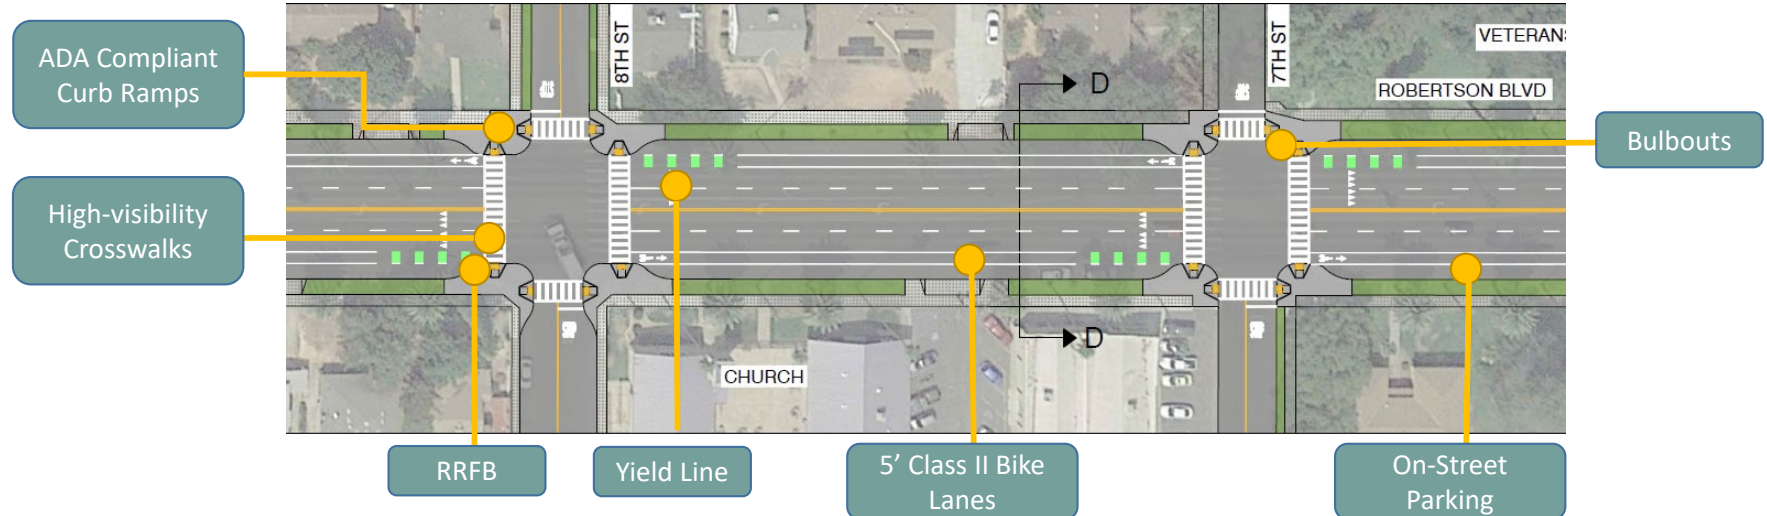 ADA Compliant
Curb Ramps
8TH ST
7TH ST
VETERANS
D
ROBERTSON BLVD
Bulbouts
High-visibility
Crosswalks
D
CHURCH
RRFB
Yield Line
5’ Class II Bike
Lanes
On-Street
Parking